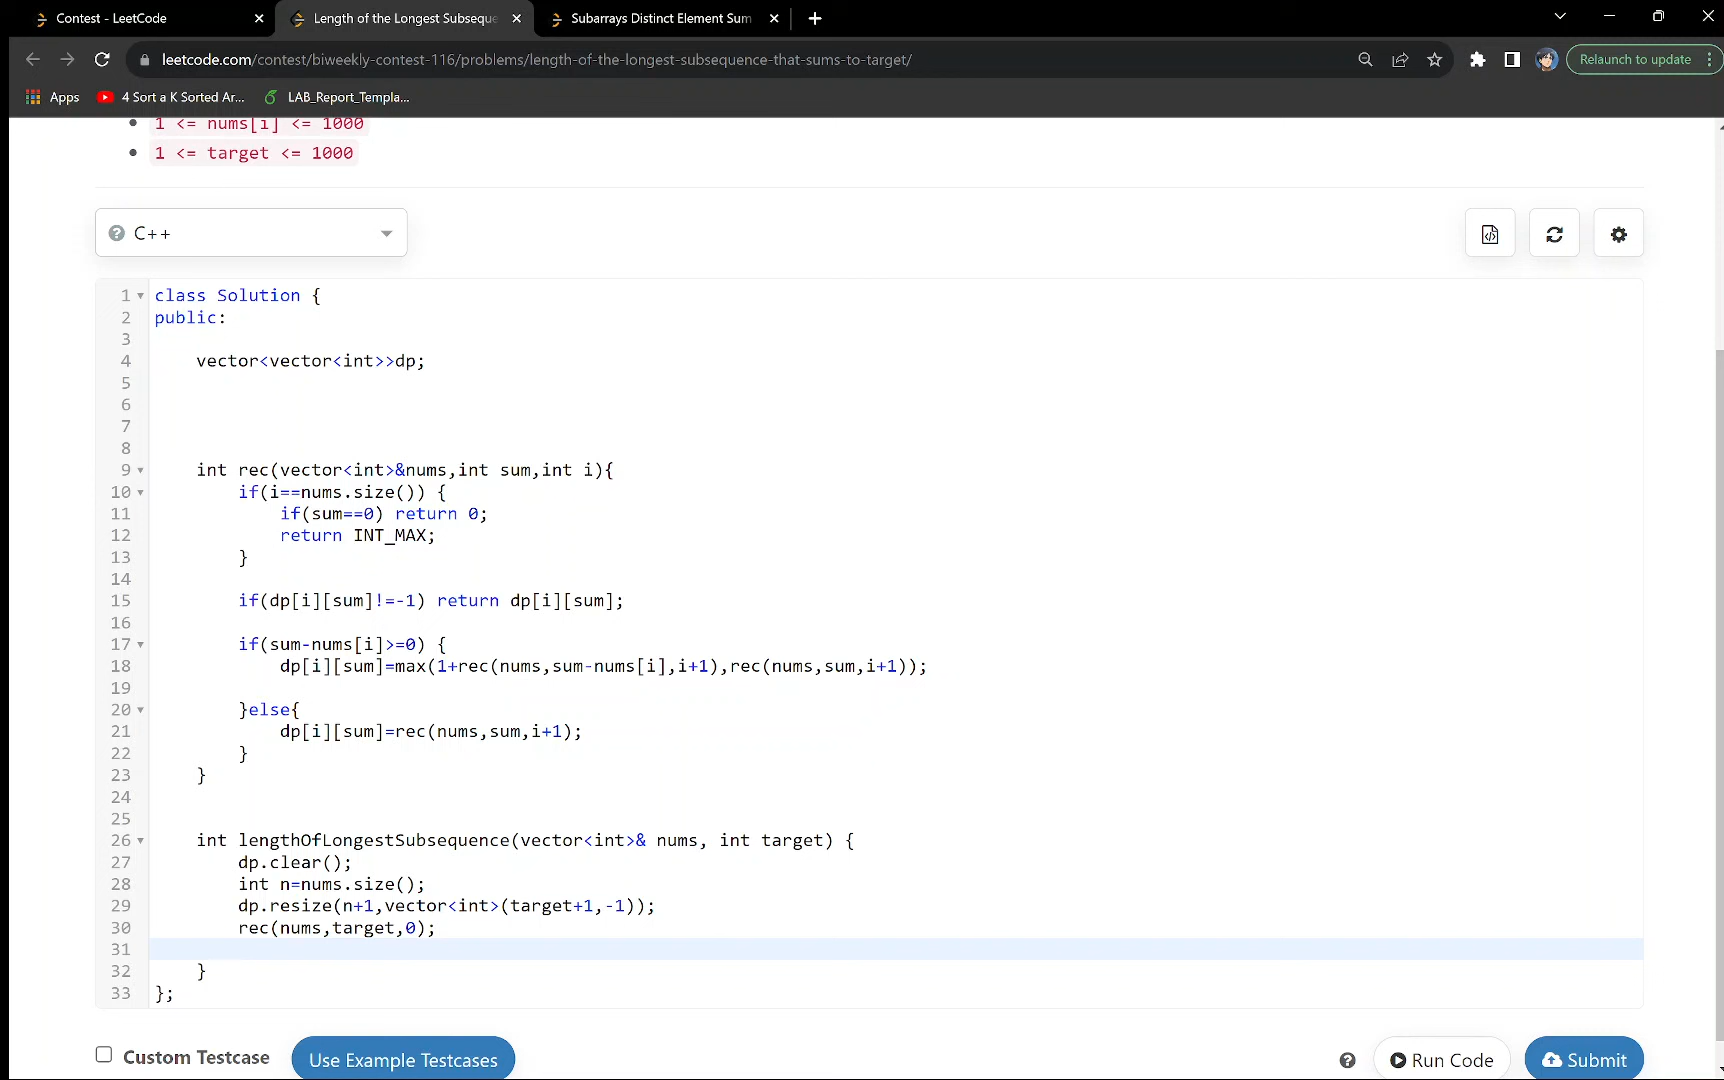 Contest - LeetCode
Length of the Longest Subseque
Subarrays Distinct Element Sum
leetcode.com/contest/biweekly-contest-116/problems/length-of-the-longest-subsequence-that-sums-to-target/
Relaunch to update
Apps
4 Sort a K Sorted Ar...
LAB_Report_Templa...
1 <= nums[i] <= 1000
1 <= target <= 1000
C++
1 class Solution {
2 public:
3
4 vector<vector<int>>dp;
5
6
7
8
9 int rec(vector<int>&nums,int sum,int i){
10 if(i==nums.size()) {
11 if(sum==0) return 0;
12 return INT_MAX;
13 }
14
15 if(dp[i][sum]!=-1) return dp[i][sum];
16
17 if(sum-nums[i]>=0) {
18 dp[i][sum]=max(1+rec(nums,sum-nums[i],i+1),rec(nums,sum,i+1));
19
20 }else{
21 dp[i][sum]=rec(nums,sum,i+1);
22 }
23 }
24
25
26 int lengthOfLongestSubsequence(vector<int>& nums, int target) {
27 dp.clear();
28 int n=nums.size();
29 dp.resize(n+1,vector<int>(target+1,-1));
30 rec(nums,target,0);
31
32 }
33 };
Custom Testcase
Use Example Testcases
Run Code
Submit